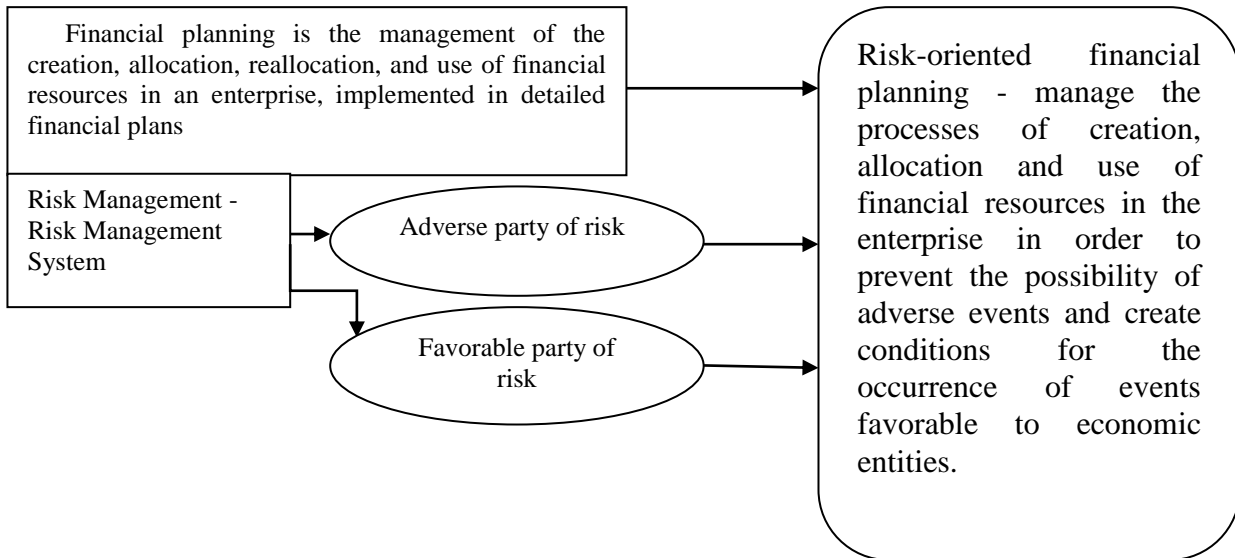 Financial planning is the management of the
creation, allocation, reallocation, and use of financial
resources in an enterprise, implemented in detailed
financial plans
Risk Management -
Risk Management
System
Adverse party of risk
Favorable party of
risk
Risk-oriented financial
planning - manage the
processes of creation,
allocation and use of
financial resources in the
enterprise in order to
prevent the possibility of
adverse events and create
conditions for the
occurrence of events
favorable to economic
entities.